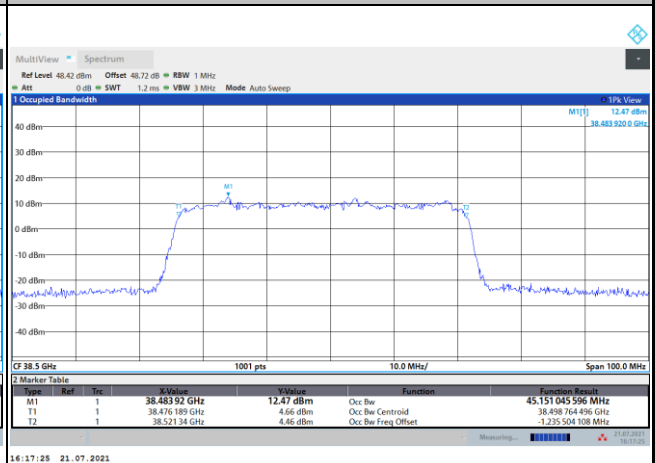 MultiView Spectrum
Ref Level 48.42 dBm Offset 48.72 dB RBW 1 MHz
Att 0 dB SWT 1.2 ms VBW 3 MHz Mode Auto Sweep
1 Occupied Bandwidth 1Pk View
M1[1] 12.47 dBm
38.483 920 0 GHz
40 dBm
30 dBm
20 dBm
M1
10 dBm
T1
T2
0 dBm
-10 dBm
-20 dBm
-30 dBm
-40 dBm
CF 38.5 GHz 1001 pts 10.0 MHz/ Span 100.0 MHz
2 Marker Table
Type Ref Trc X-Value Y-Value Function Function Result
M1 1 38.483 92 GHz 12.47 dBm Occ Bw 45.151 045 596 MHz
T1 1 38.476 189 GHz 4.66 dBm Occ Bw Centroid 38.498 764 496 GHz
T2 1 38.521 34 GHz 4.46 dBm Occ Bw Freq Offset -1.235 504 108 MHz
Measuring... 21.07.2021
16:17:25
16:17:25 21.07.2021